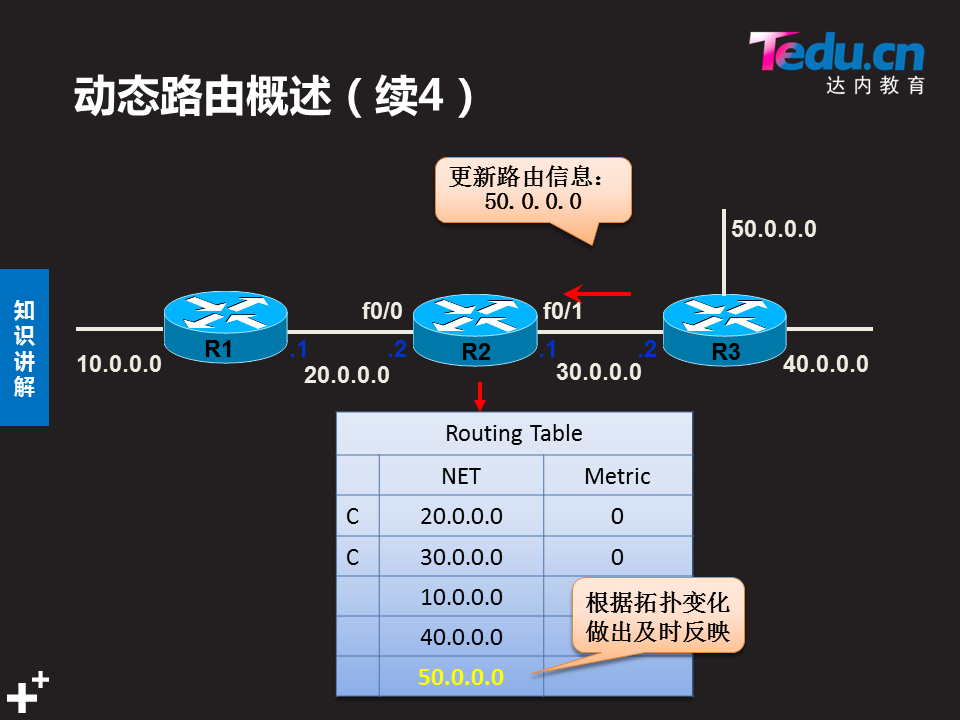 Tedu.cn
达内教育
动态路由概述（续4）
更新路由信息：
50.0.0.0
50.0.0.0
知
识
讲
解
f0/0
f0/1
R1
.1
.2
R2
.1
.2
R3
10.0.0.0
20.0.0.0
30.0.0.0
40.0.0.0
Routing Table
NET Metric
C 20.0.0.0 0
C 30.0.0.0 0
10.0.0.0
40.0.0.0
50.0.0.0
根据拓扑变化
做出及时反映